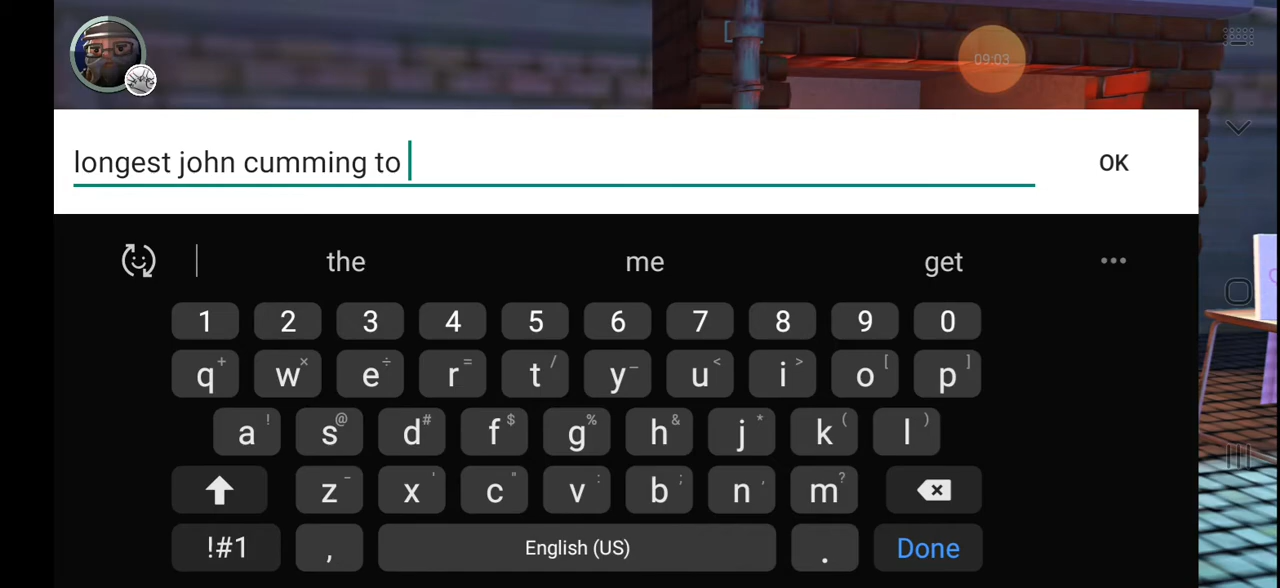 09:03
longest john cumming to
OK
the me get
1 2 3 4 5 6 7 8 9 0
q + w × e ÷ r = t / y _ u < i > o [ p ]
a ! s @ d # f $ g % h & j * k ( l )
z - x ' c " v : b ; n , m ?
!#1 , English (US) . Done